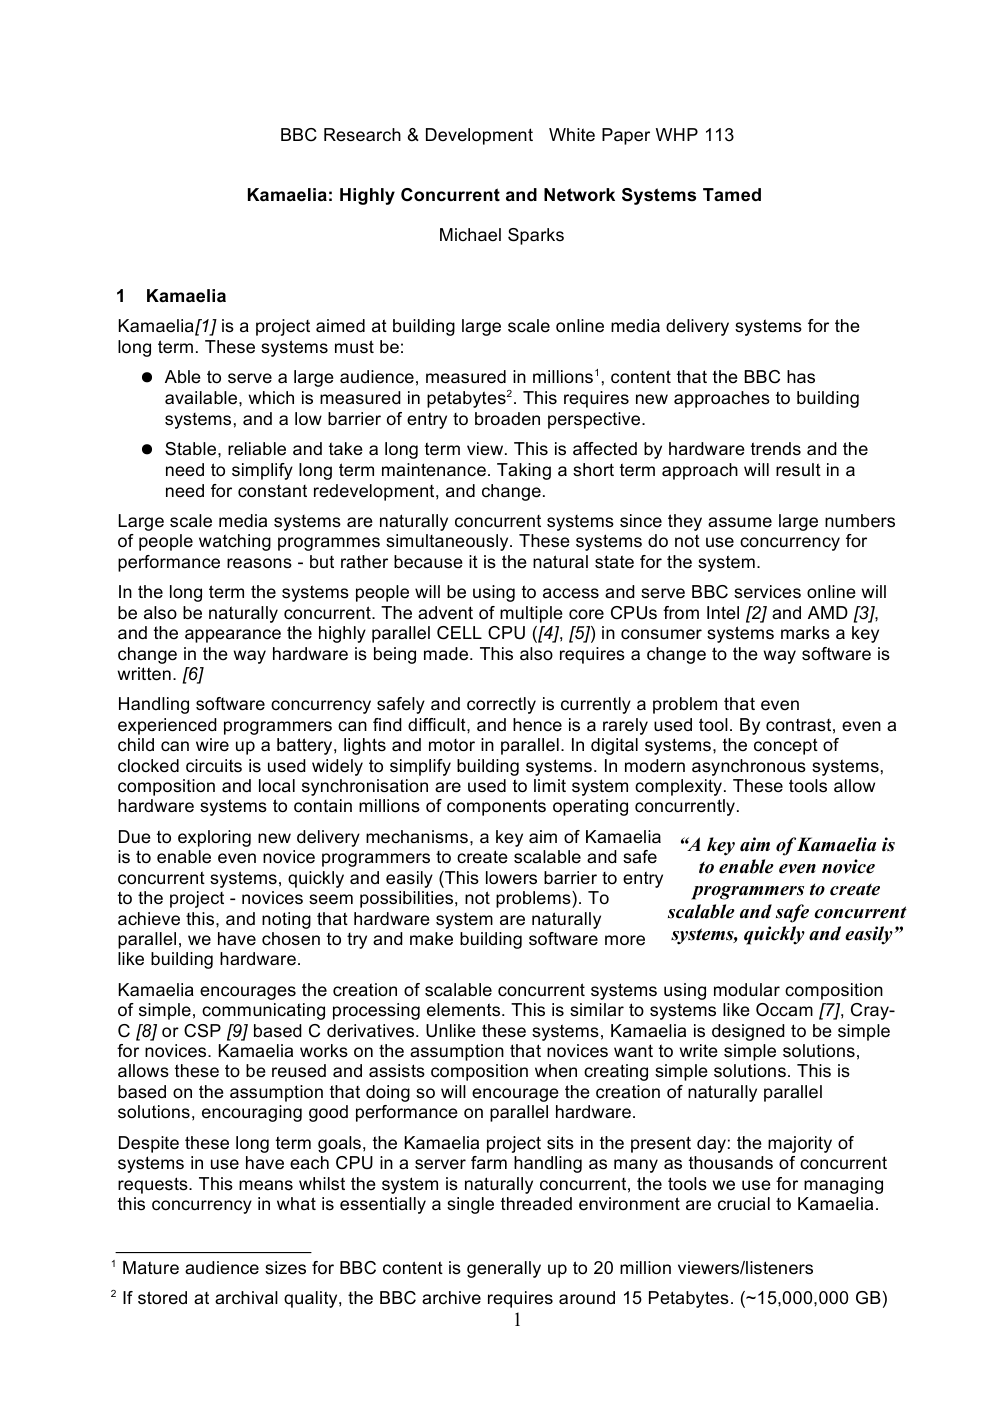 BBC Research & Development   White Paper WHP 113
Kamaelia: Highly Concurrent and Network Systems Tamed
Michael Sparks
1   Kamaelia
Kamaelia[1] is a project aimed at building large scale online media delivery systems for the
long term. These systems must be:
● Able to serve a large audience, measured in millions1, content that the BBC has
available, which is measured in petabytes2. This requires new approaches to building
systems, and a low barrier of entry to broaden perspective.
● Stable, reliable and take a long term view. This is affected by hardware trends and the
need to simplify long term maintenance. Taking a short term approach will result in a
need for constant redevelopment, and change.
Large scale media systems are naturally concurrent systems since they assume large numbers
of people watching programmes simultaneously. These systems do not use concurrency for
performance reasons - but rather because it is the natural state for the system.
In the long term the systems people will be using to access and serve BBC services online will
be also be naturally concurrent. The advent of multiple core CPUs from Intel [2] and AMD [3],
and the appearance the highly parallel CELL CPU ([4], [5]) in consumer systems marks a key
change in the way hardware is being made. This also requires a change to the way software is
written. [6]
Handling software concurrency safely and correctly is currently a problem that even
experienced programmers can find difficult, and hence is a rarely used tool. By contrast, even a
child can wire up a battery, lights and motor in parallel. In digital systems, the concept of
clocked circuits is used widely to simplify building systems. In modern asynchronous systems,
composition and local synchronisation are used to limit system complexity. These tools allow
hardware systems to contain millions of components operating concurrently.
Due to exploring new delivery mechanisms, a key aim of Kamaelia
is to enable even novice programmers to create scalable and safe
concurrent systems, quickly and easily (This lowers barrier to entry
to the project - novices seem possibilities, not problems). To
achieve this, and noting that hardware system are naturally
parallel, we have chosen to try and make building software more
like building hardware.
“A key aim of Kamaelia is
to enable even novice
programmers to create
scalable and safe concurrent
systems, quickly and easily”
Kamaelia encourages the creation of scalable concurrent systems using modular composition
of simple, communicating processing elements. This is similar to systems like Occam [7], Cray-
C [8] or CSP [9] based C derivatives. Unlike these systems, Kamaelia is designed to be simple
for novices. Kamaelia works on the assumption that novices want to write simple solutions,
allows these to be reused and assists composition when creating simple solutions. This is
based on the assumption that doing so will encourage the creation of naturally parallel
solutions, encouraging good performance on parallel hardware.
Despite these long term goals, the Kamaelia project sits in the present day: the majority of
systems in use have each CPU in a server farm handling as many as thousands of concurrent
requests. This means whilst the system is naturally concurrent, the tools we use for managing
this concurrency in what is essentially a single threaded environment are crucial to Kamaelia.
1 Mature audience sizes for BBC content is generally up to 20 million viewers/listeners
2 If stored at archival quality, the BBC archive requires around 15 Petabytes. (~15,000,000 GB)
1